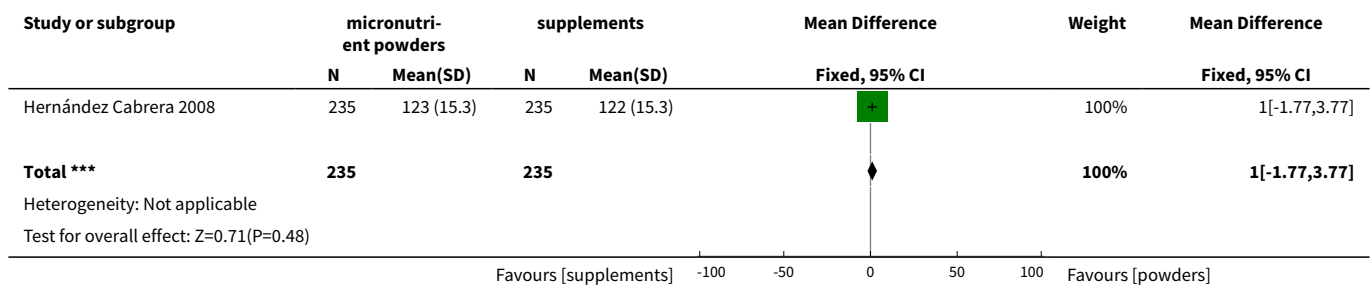 Study or subgroup micronutri- supplements Mean Difference Weight Mean Difference
ent powders
N Mean(SD) N Mean(SD) Fixed, 95% CI Fixed, 95% CI
Hernández Cabrera 2008 235 123 (15.3) 235 122 (15.3) 100% 1[-1.77,3.77]
Total *** 235 235 100% 1[-1.77,3.77]
Heterogeneity: Not applicable
Test for overall effect: Z=0.71(P=0.48)
Favours [supplements] -100 -50 0 50 100 Favours [powders]